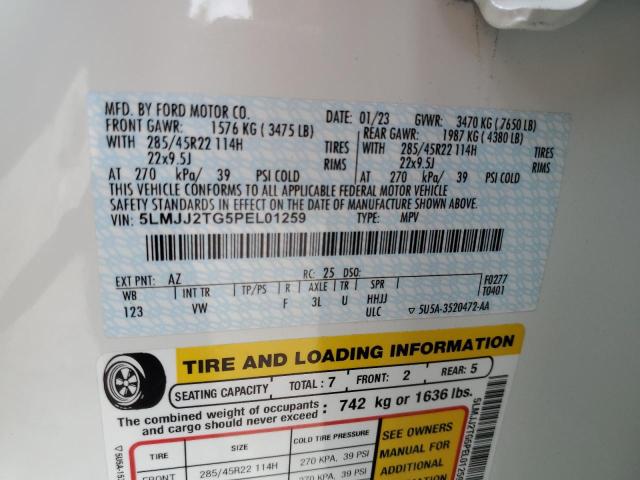 MFD. BY FORD MOTOR CO.
DATE: 01/23 GVWR: 3470 KG (7650 LB)
FRONT GAWR: 1576 KG (3475 LB) REAR GAWR: 1987 KG (4380 LB)
WITH 285/45R22 114H TIRES WITH 285/45R22 114H TIRES
22x9.5J RIMS 22x9.5J RIMS
AT 270 kPa/ 39 PSI COLD AT 270 kPa/ 39 PSI COLD
THIS VEHICLE CONFORMS TO ALL APPLICABLE FEDERAL MOTOR VEHICLE
SAFETY STANDARDS IN EFFECT ON THE DATE OF MANUFACTURE SHOWN ABOVE.
VIN: 5LMJJ2TG5PEL01259 TYPE: MPV
EXT PNT: AZ RC: 25 DSO: F0277
WB INT TR TP/PS R AXLE TR SPR T0401
123 VW F 3L U HHJJ
ULC ▽ 5U5A-3520472-AA
TIRE AND LOADING INFORMATION
SEATING CAPACITY TOTAL: 7 FRONT: 2 REAR: 5
The combined weight of occupants
and cargo should never exceed : 742 kg or 1636 lbs.
TIRE SIZE COLD TIRE PRESSURE
FRONT 285/45R22 114H 270 KPA, 39 PSI
SEE OWNERS
MANUAL FOR
ADDITIONAL
270 KPA, 39 PSI
5LMJJ2TG5PEL01259